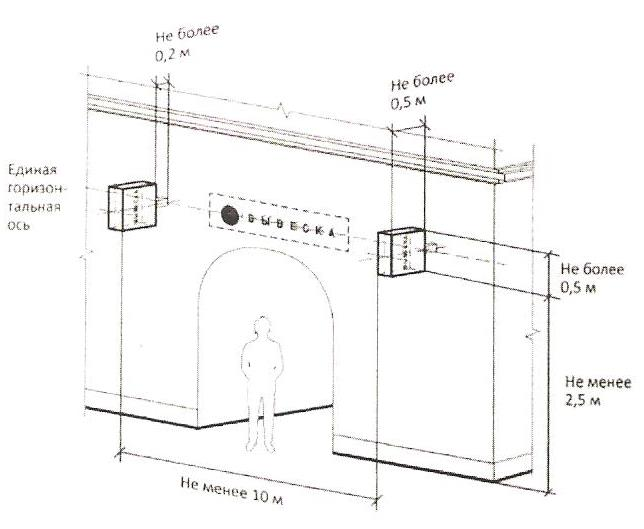 Не более
0,2 м
Не более
0,5 м
Единая
горизон-
тальная
ось
ВЫВЕСКА
Не более
0,5 м
Не менее
2,5 м
Не менее 10 м